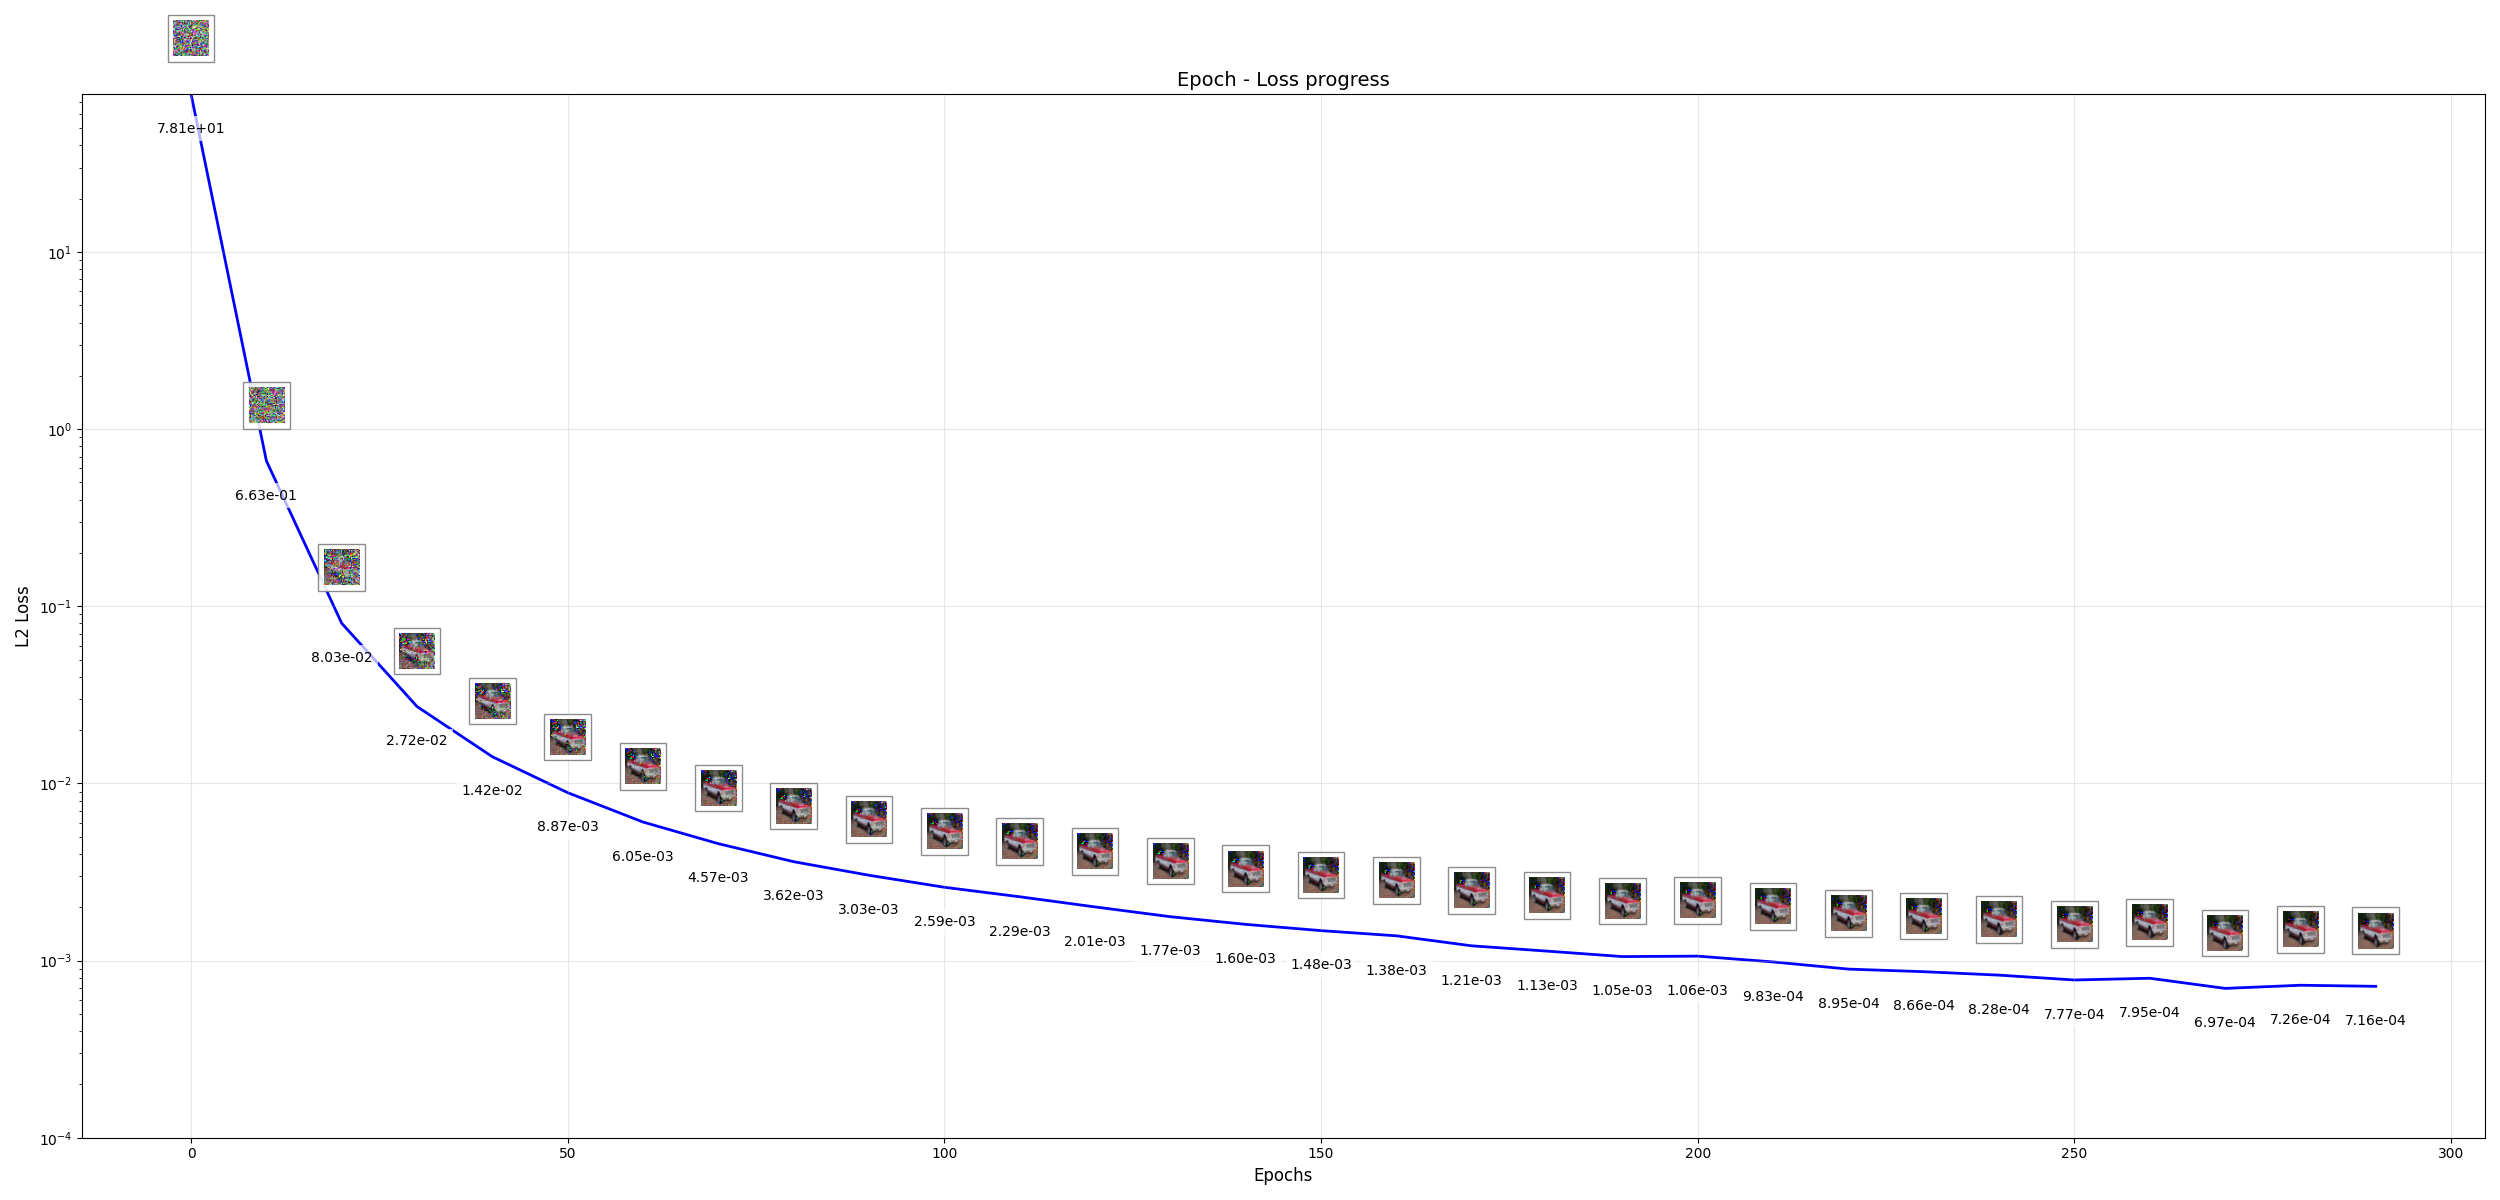 Epoch - Loss progress
7.81e+01
6.63e-01
8.03e-02
2.72e-02
1.42e-02
8.87e-03
6.05e-03
4.57e-03
3.62e-03
3.03e-03
2.59e-03
2.29e-03
2.01e-03
1.77e-03
1.60e-03
1.48e-03
1.38e-03
1.21e-03
1.13e-03
1.05e-03
1.06e-03
9.83e-04
8.95e-04
8.66e-04
8.28e-04
7.77e-04
7.95e-04
6.97e-04
7.26e-04
7.16e-04
L2 Loss
10¹
10⁰
10⁻¹
10⁻²
10⁻³
10⁻⁴
0 50 100 150 200 250 300
Epochs